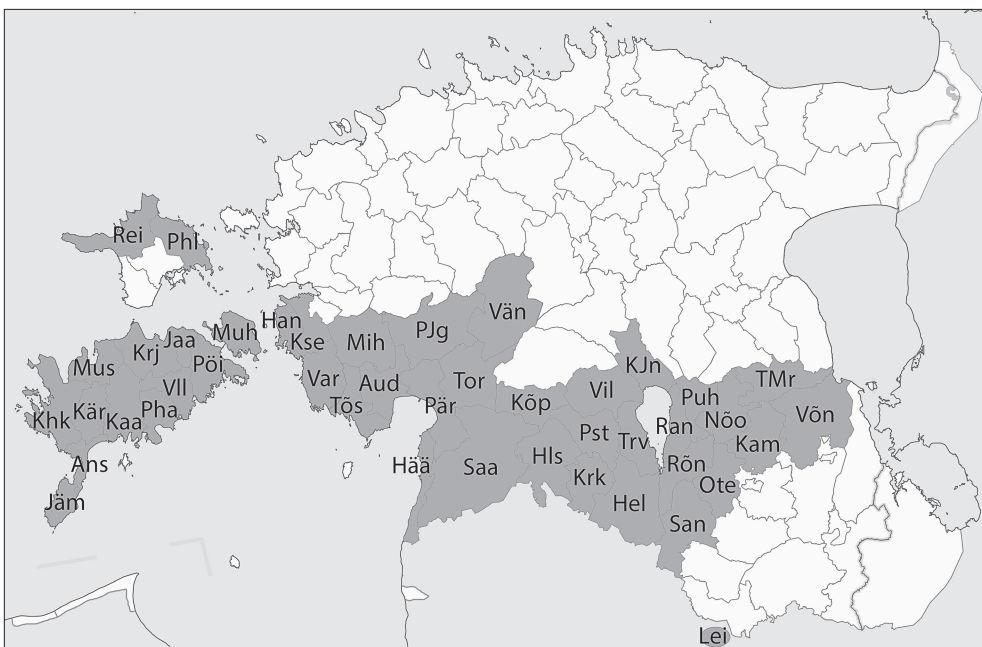 Rei
Phl
Muh
Jaa
Krj
Mus
Pöi
Vll
Khk
Kär
Kaa
Pha
Ans
Jäm
Han
Kse
Mih
PJg
Vän
Var
Aud
Tõs
Tor
Pär
Hää
Saa
Kõp
Vil
KJn
Hls
Pst
Trv
Krk
Hel
Ran
Puh
Nõo
TMr
Võn
Kam
Rõn
Ote
San
Lei